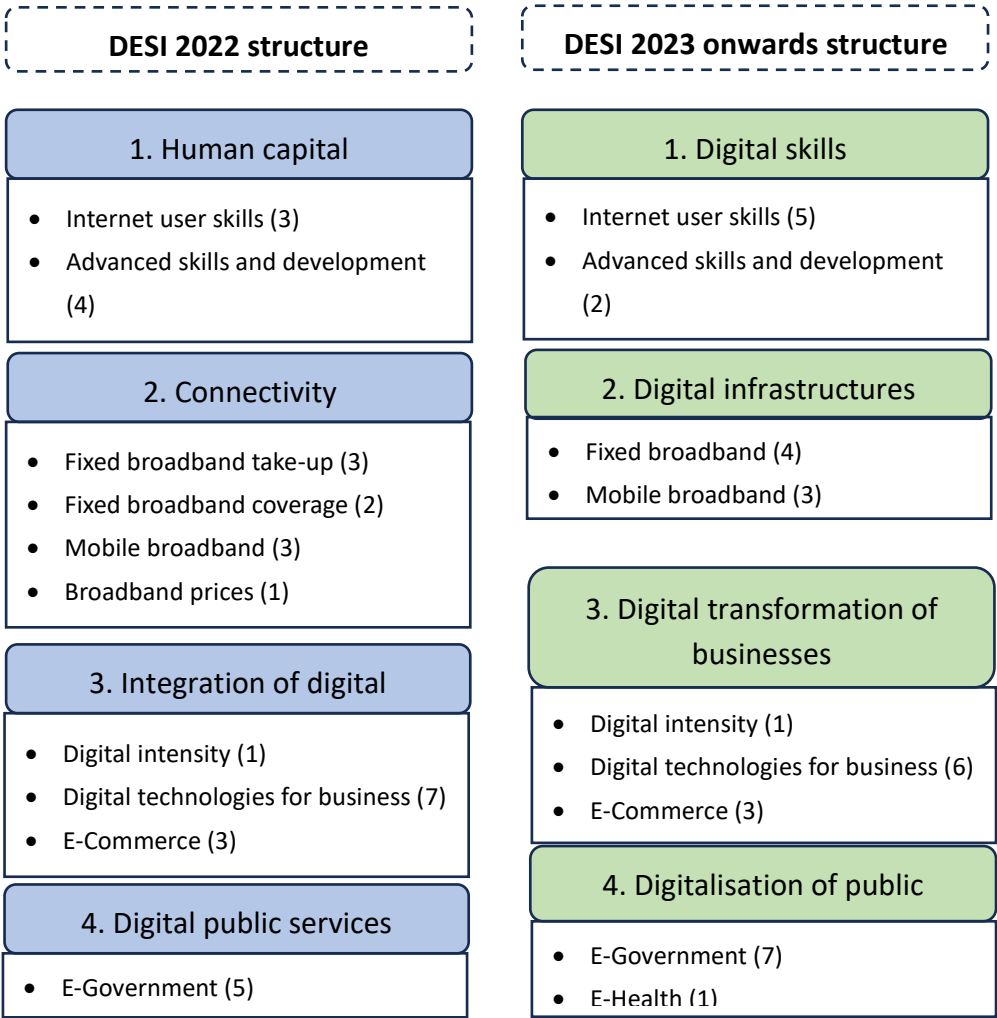 DESI 2022 structure
1. Human capital
• Internet user skills (3)
• Advanced skills and development
(4)
2. Connectivity
• Fixed broadband take-up (3)
• Fixed broadband coverage (2)
• Mobile broadband (3)
• Broadband prices (1)
3. Integration of digital
• Digital intensity (1)
• Digital technologies for business (7)
• E-Commerce (3)
4. Digital public services
• E-Government (5)
DESI 2023 onwards structure
1. Digital skills
• Internet user skills (5)
• Advanced skills and development
(2)
2. Digital infrastructures
• Fixed broadband (4)
• Mobile broadband (3)
3. Digital transformation of
businesses
• Digital intensity (1)
• Digital technologies for business (6)
• E-Commerce (3)
4. Digitalisation of public
• E-Government (7)
• E-Health (1)